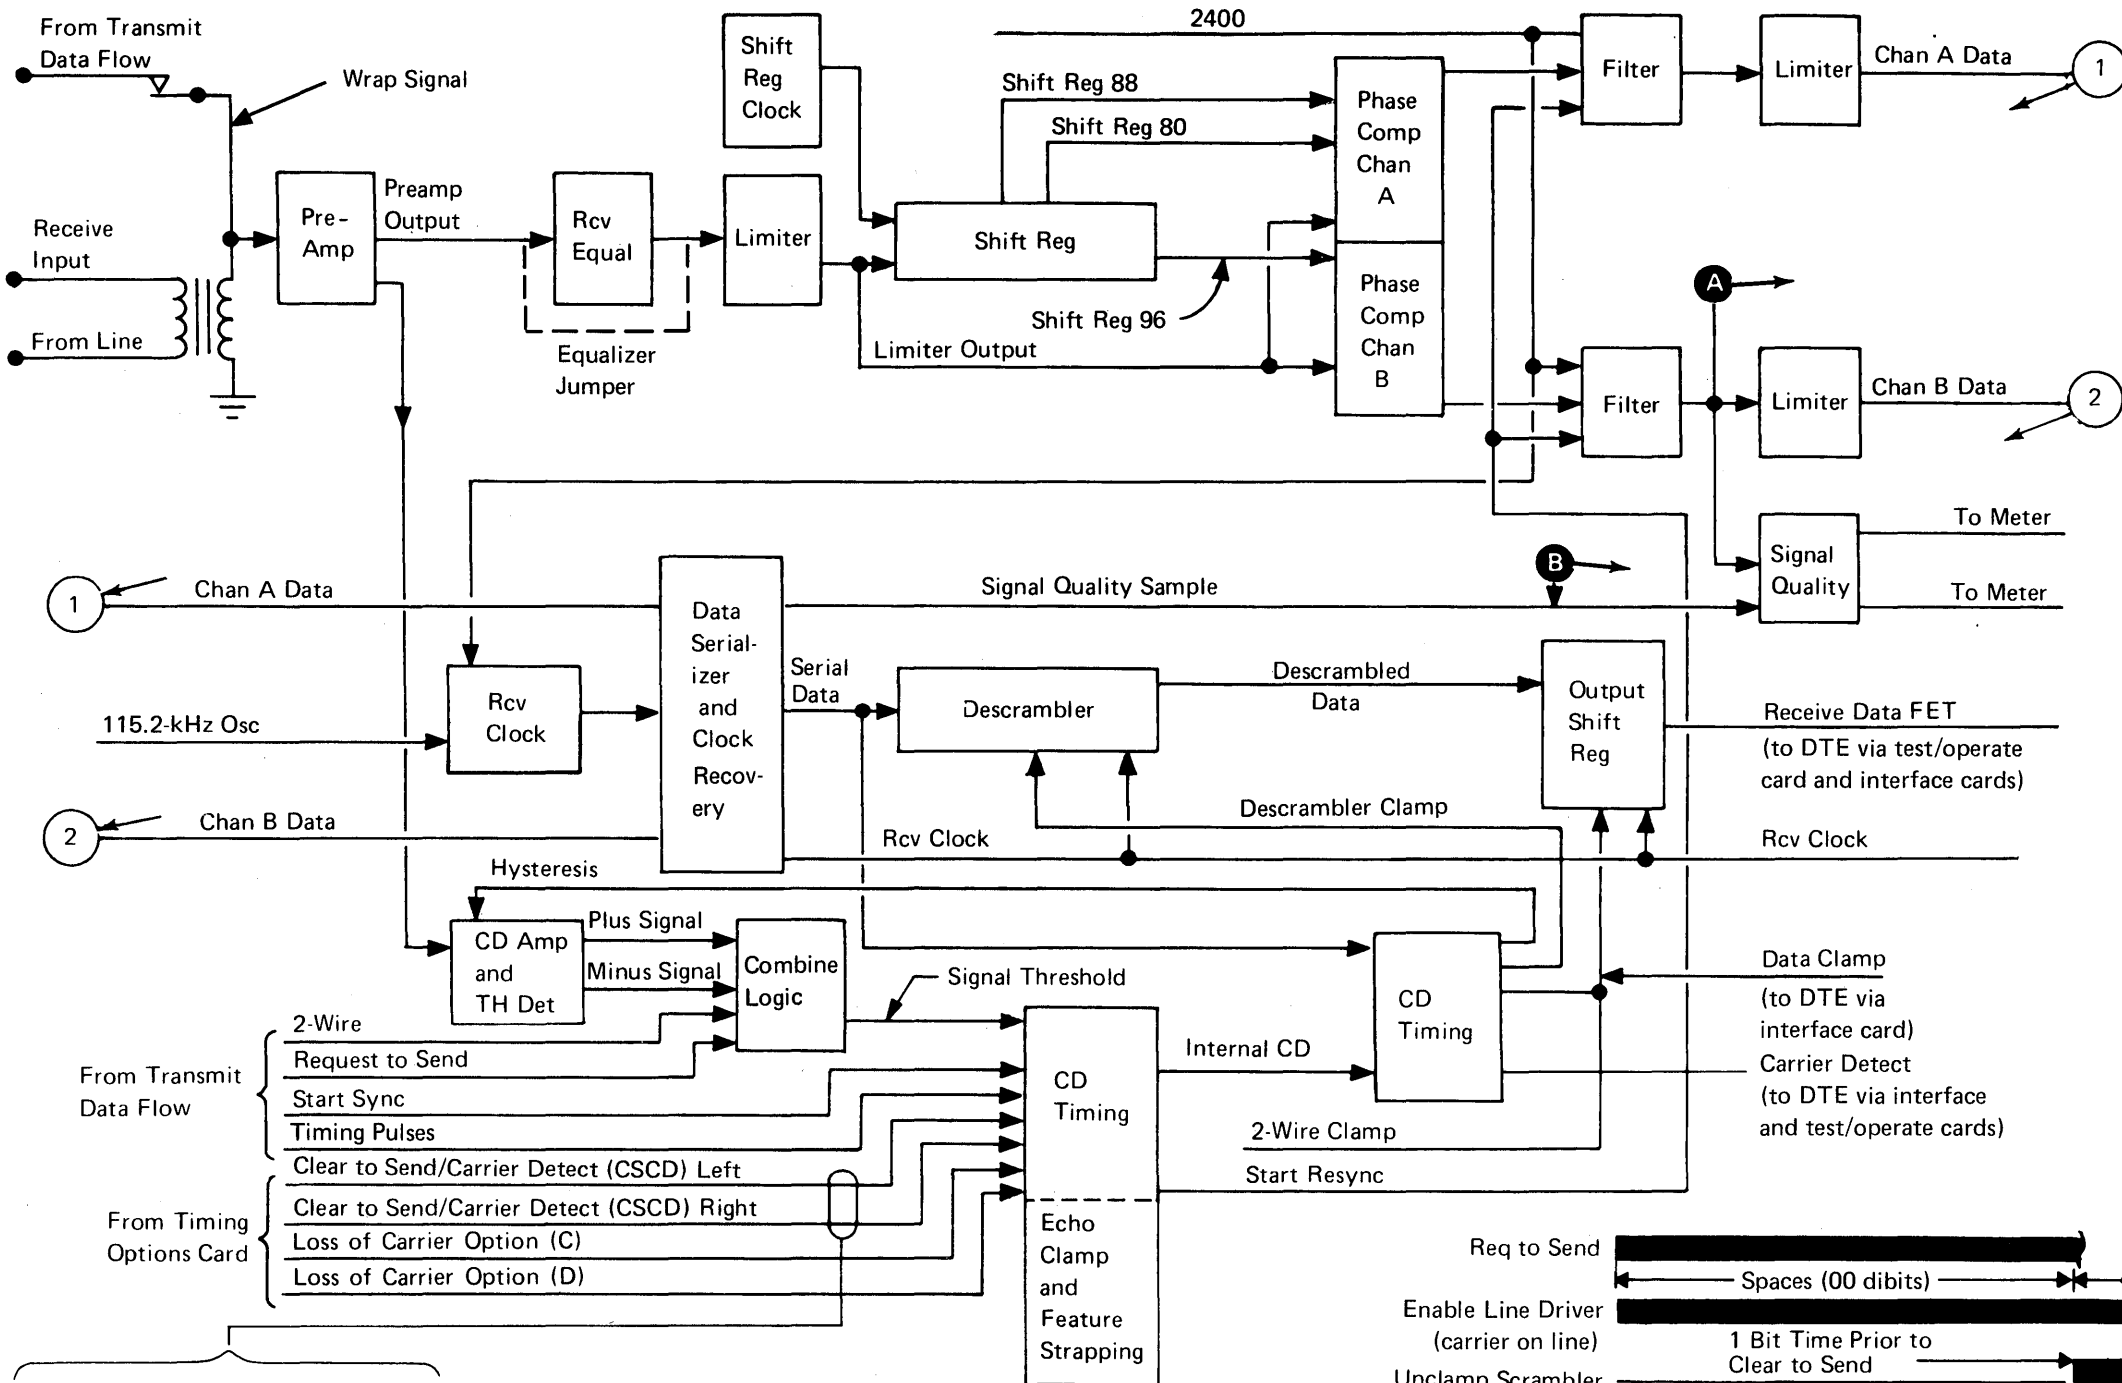 From Transmit
Data Flow
Wrap Signal
Shift
Reg
Clock
2400
Shift Reg 88
Shift Reg 80
Phase
Comp
Chan
A
Filter
Limiter
Chan A Data
1
Receive
Input
From Line
Pre-
Amp
Preamp
Output
Rcv
Equal
Equalizer
Jumper
Limiter
Shift Reg
Shift Reg 96
Limiter Output
Phase
Comp
Chan
B
Filter
A
Limiter
Chan B Data
2
Signal
Quality
To Meter
To Meter
1
Chan A Data
Data
Serial-
izer
and
Clock
Recov-
ery
Signal Quality Sample
B
115.2-kHz Osc
Rcv
Clock
Serial
Data
Descrambler
Descrambled
Data
Output
Shift
Reg
Receive Data FET
(to DTE via test/operate
card and interface cards)
2
Chan B Data
Descrambler Clamp
Rcv Clock
Rcv Clock
Hysteresis
CD Amp
and
TH Det
Plus Signal
Minus Signal
Combine
Logic
Signal Threshold
CD
Timing
Data Clamp
(to DTE via
interface card)
Carrier Detect
(to DTE via interface
and test/operate cards)
From Transmit
Data Flow
2-Wire
Request to Send
Start Sync
Timing Pulses
From Timing
Options Card
Clear to Send/Carrier Detect (CSCD) Left
Clear to Send/Carrier Detect (CSCD) Right
Loss of Carrier Option (C)
Loss of Carrier Option (D)
CD
Timing
Internal CD
2-Wire Clamp
Start Resync
Echo
Clamp
and
Feature
Strapping
Req to Send
Spaces (00 dibits)
Enable Line Driver
(carrier on line)
1 Bit Time Prior to
Clear to Send
Unclamp Scrambler